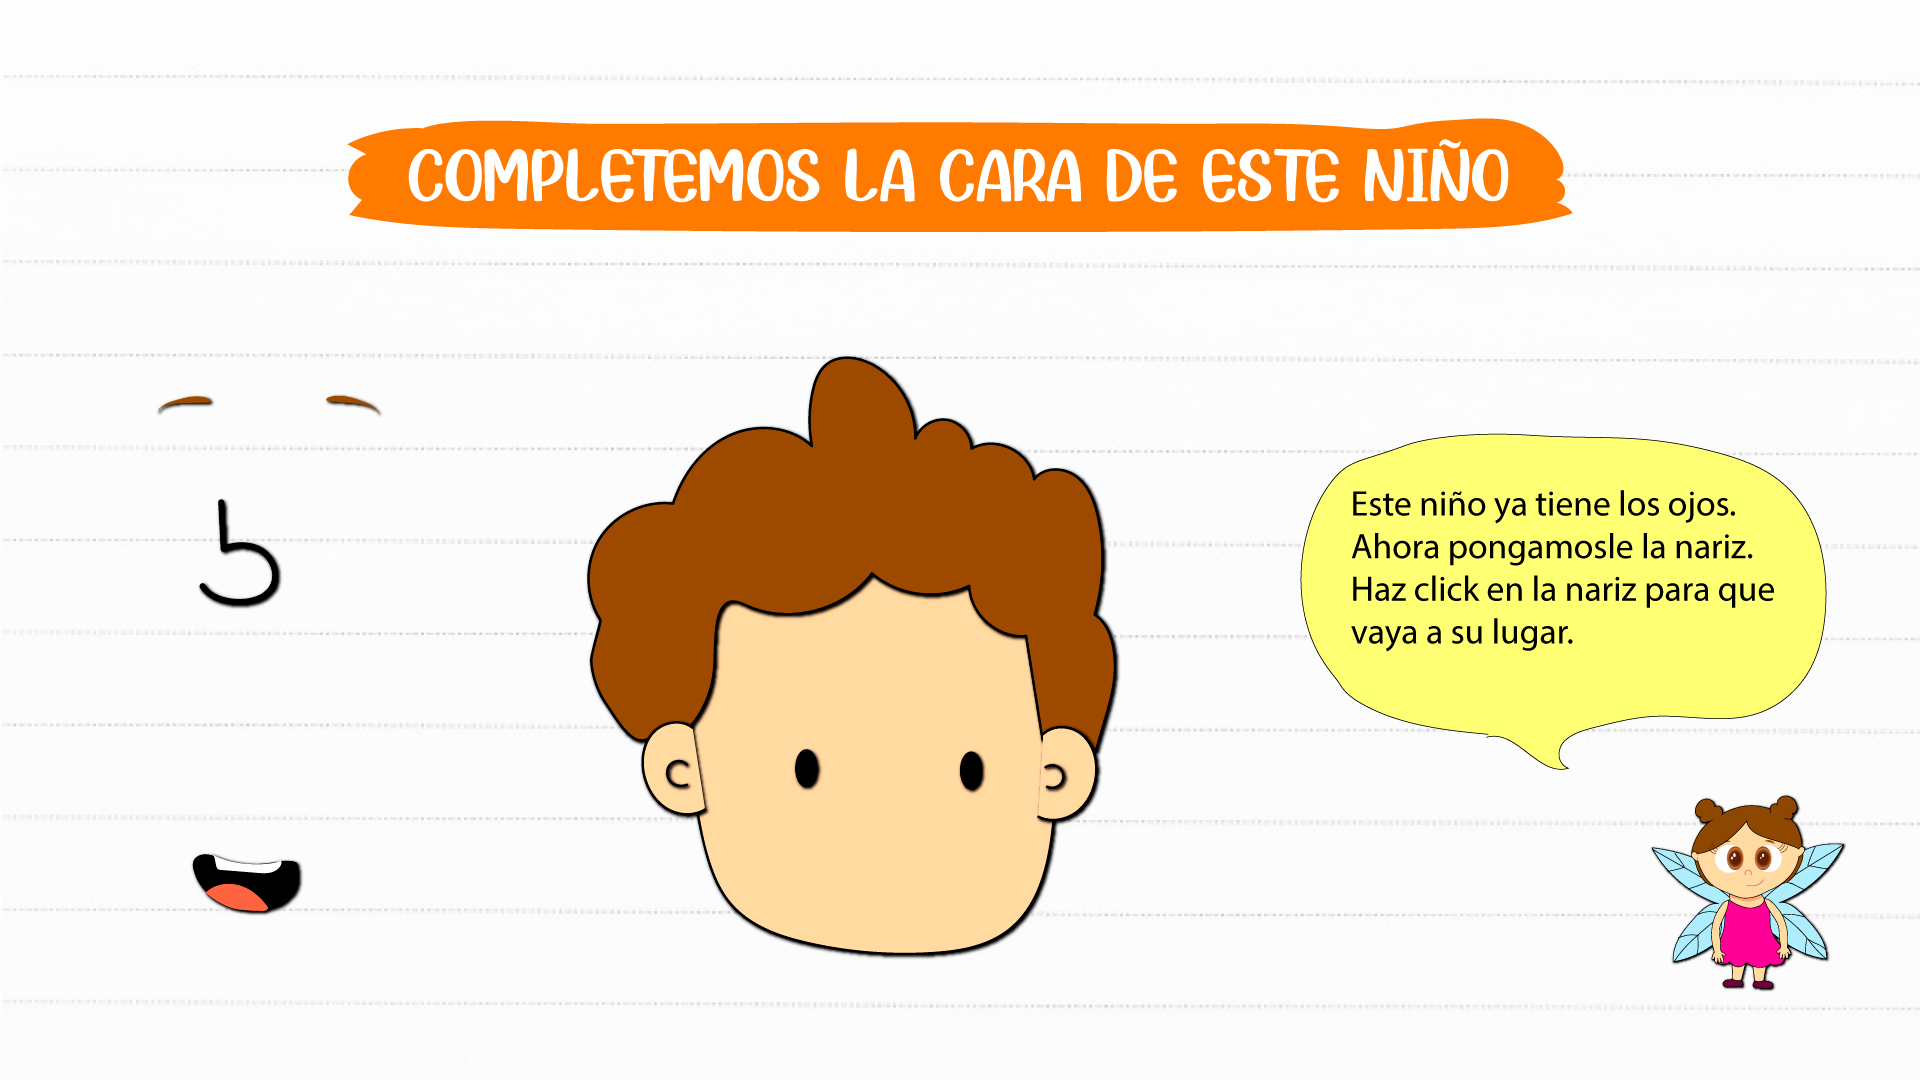 COMPLETEMOS LA CARA DE ESTE NIÑO
Este niño ya tiene los ojos.
Ahora pongamosle la nariz.
Haz click en la nariz para que
vaya a su lugar.